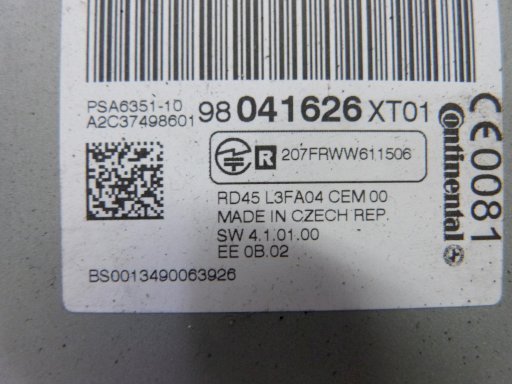 PSA6351-10
A2C37498601
98 041626 XT01
R 207FRWW611506
RD45 L3FA04 CEM 00
MADE IN CZECH REP.
SW 4.1.01.00
EE 0B.02
BS0013490063926
Continental
CE0081